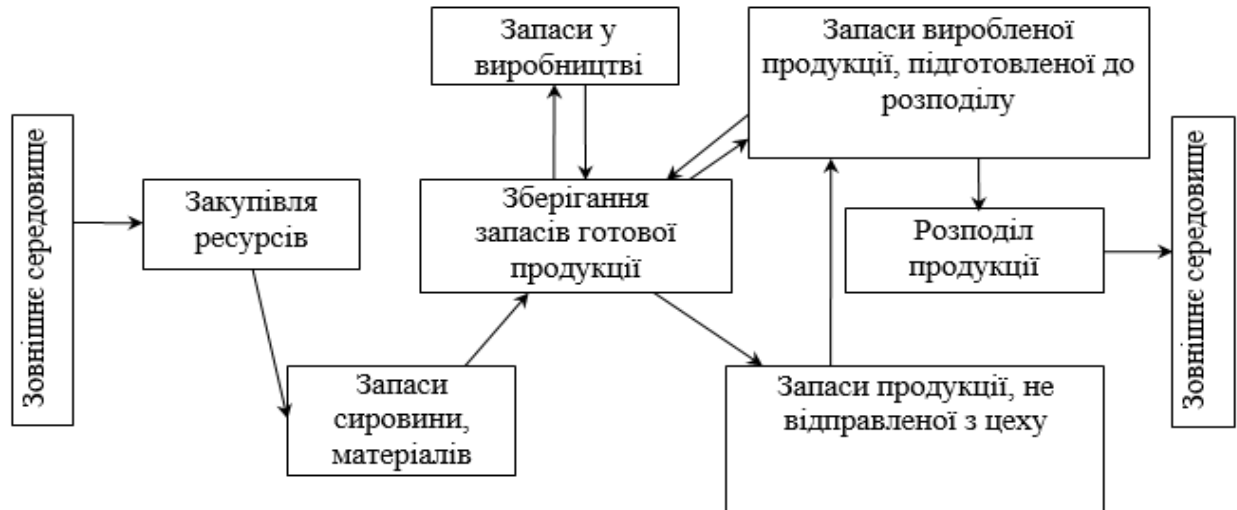 Зовнішнє середовище
Закупівля
ресурсів
Запаси
сировини,
матеріалів
Запаси у
виробництві
Зберігання
запасів готової
продукції
Запаси виробленої
продукції, підготовленої до
розподілу
Розподіл
продукції
Запаси продукції, не
відправленої з цеху
Зовнішнє середовище